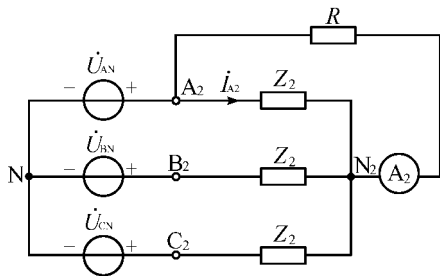 R
U̇AN
− +
A₂
İA2
Z₂
U̇BN
N
− +
B₂
Z₂
N₂
A₂
U̇CN
− +
C₂
Z₂